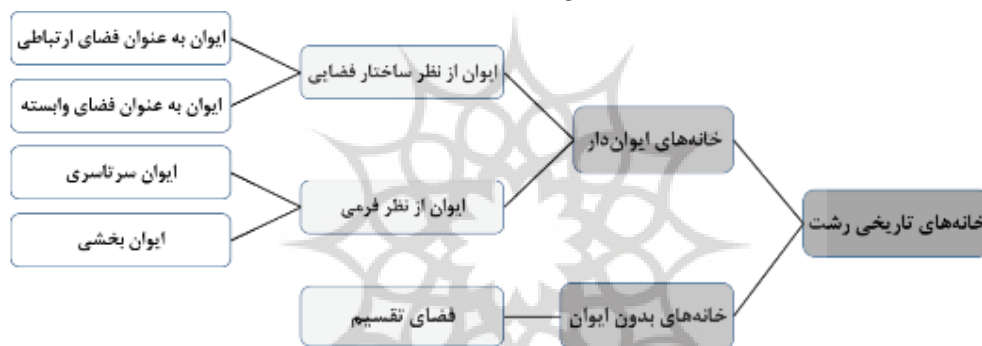 خانه‌های تاریخی رشت
خانه‌های ایوان‌دار
ایوان از نظر ساختار فضایی
ایوان به عنوان فضای ارتباطی
ایوان به عنوان فضای وابسته
ایوان از نظر فرمی
ایوان سرتاسری
ایوان بخشی
خانه‌های بدون ایوان
فضای تقسیم